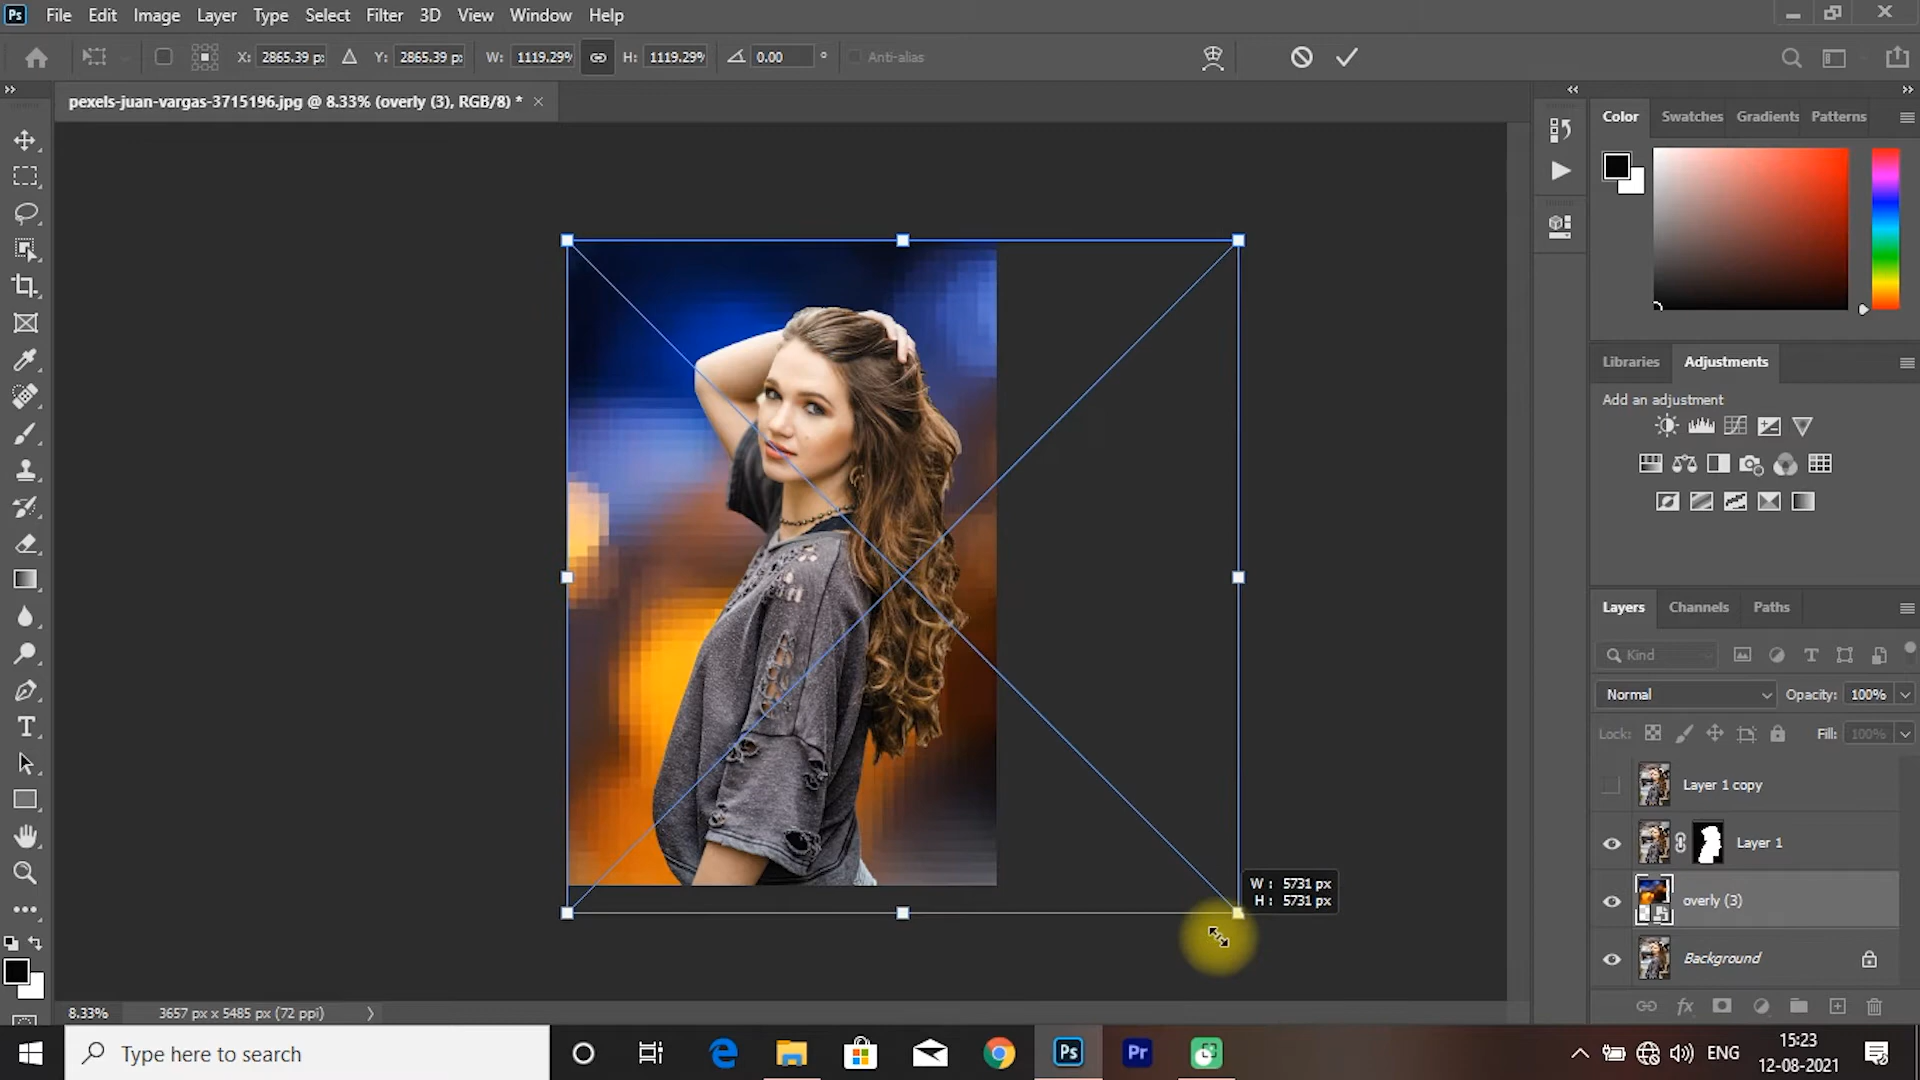 Ps File Edit Image Layer Type Select Filter 3D View Window Help
X: 2865.39 p Y: 2865.39 p W: 1119.29% H: 1119.29% 0.00 ° Anti-alias
pexels-juan-vargas-3715196.jpg @ 8.33% (overly (3), RGB/8) * ×
Color Swatches Gradients Patterns
Libraries Adjustments
Add an adjustment
Layers Channels Paths
Kind
Normal Opacity: 100%
Lock: Fill: 100%
Layer 1 copy
Layer 1
overly (3)
Background
W : 5731 px
H : 5731 px
8.33% 3657 px x 5485 px (72 ppi)
Type here to search
Ps Pr ENG
15:23
12-08-2021